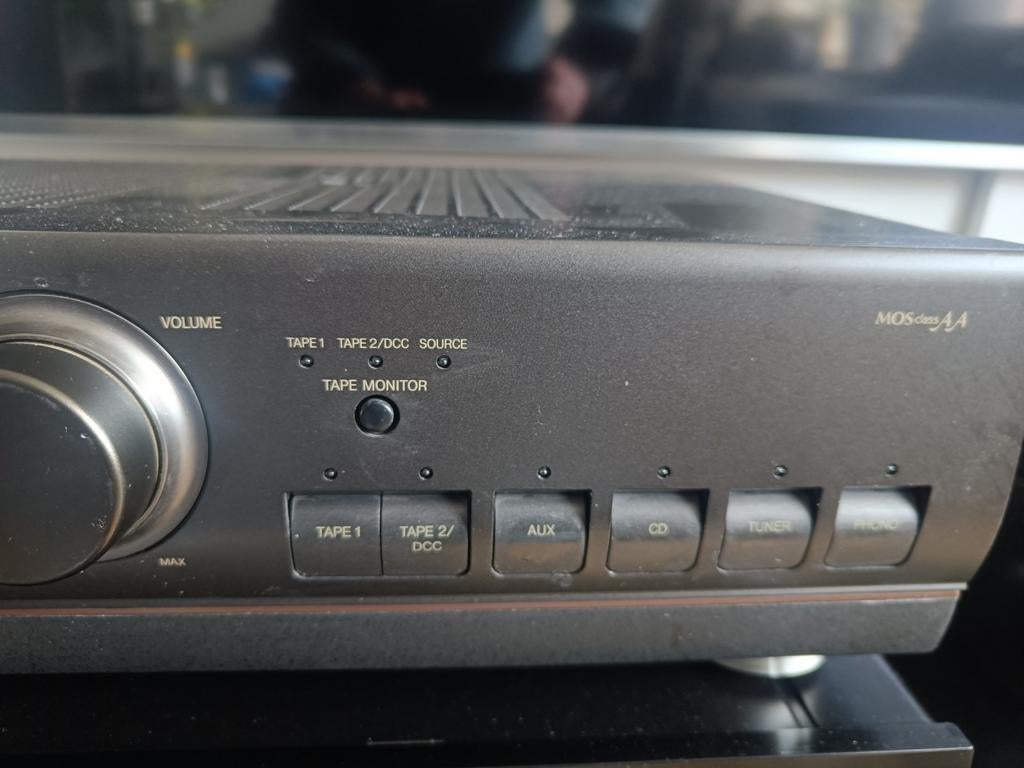 VOLUME
MOS class AA
TAPE 1 TAPE 2/DCC SOURCE
TAPE MONITOR
TAPE 1
TAPE 2/
DCC
AUX
CD
TUNER
PHONO
MAX